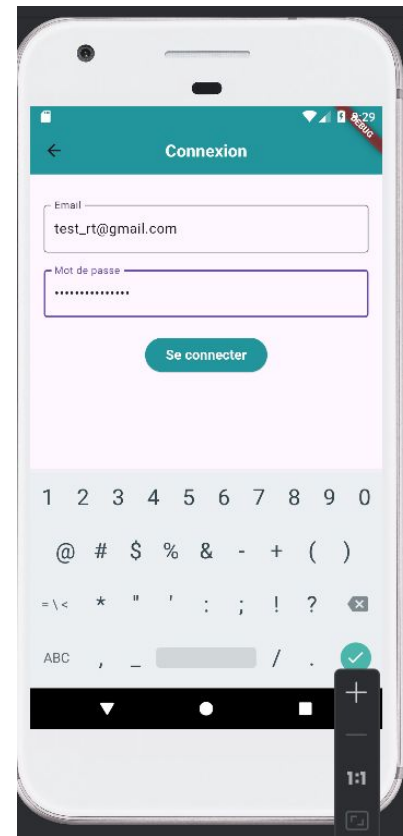 8:29
DEBUG
Connexion
Email
test_rt@gmail.com
Mot de passe
•••••••••••••••
Se connecter
1 2 3 4 5 6 7 8 9 0
@ # $ % & - + ( )
= \ < * " ' : ; ! ?
ABC , _ / .
+
1:1